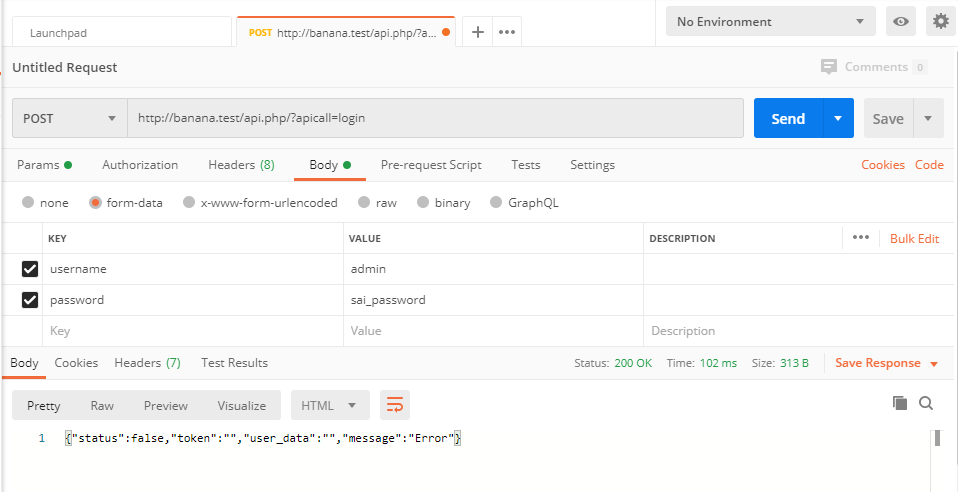 Launchpad
POST http://banana.test/api.php/?a... + •••
No Environment
Untitled Request
Comments 0
POST http://banana.test/api.php/?apicall=login Send Save
Params Authorization Headers (8) Body Pre-request Script Tests Settings Cookies Code
none form-data x-www-form-urlencoded raw binary GraphQL
KEY VALUE DESCRIPTION ••• Bulk Edit
username admin
password sai_password
Key Value Description
Body Cookies Headers (7) Test Results Status: 200 OK Time: 102 ms Size: 313 B Save Response
Pretty Raw Preview Visualize HTML
1 {"status":false,"token":"","user_data":"","message":"Error"}